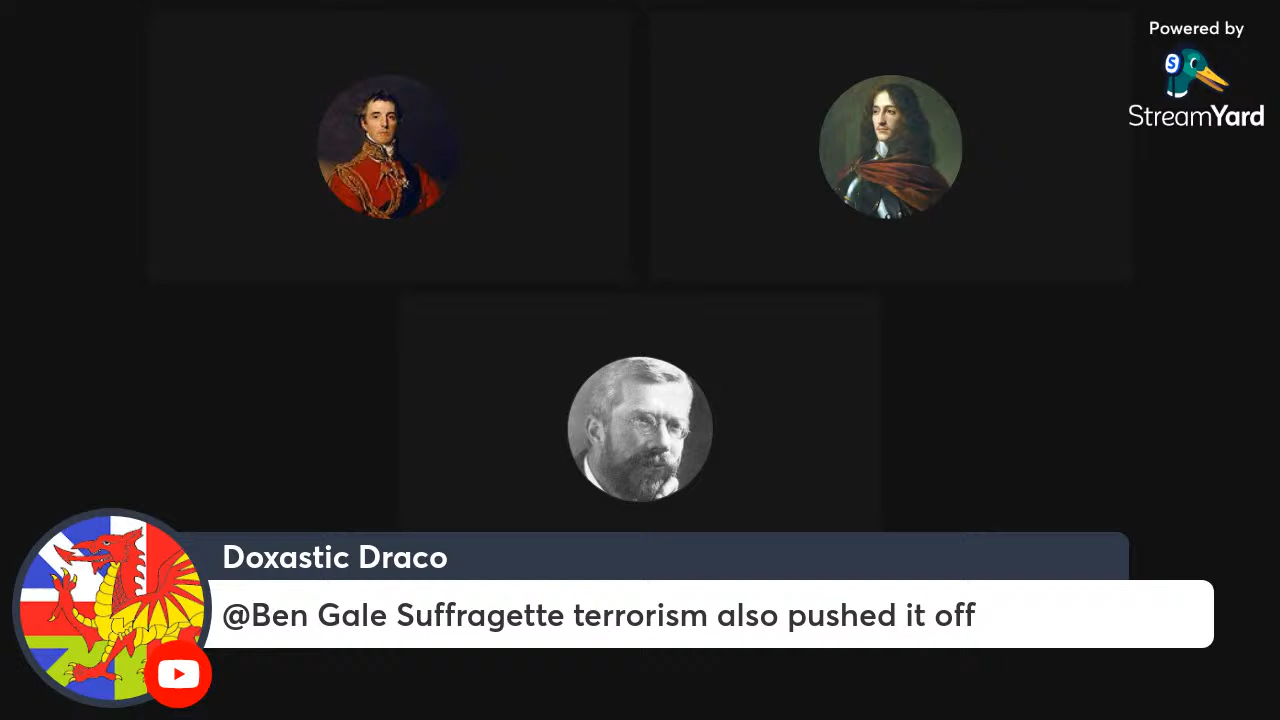 Powered by
S
StreamYard
Doxastic Draco
@Ben Gale Suffragette terrorism also pushed it off